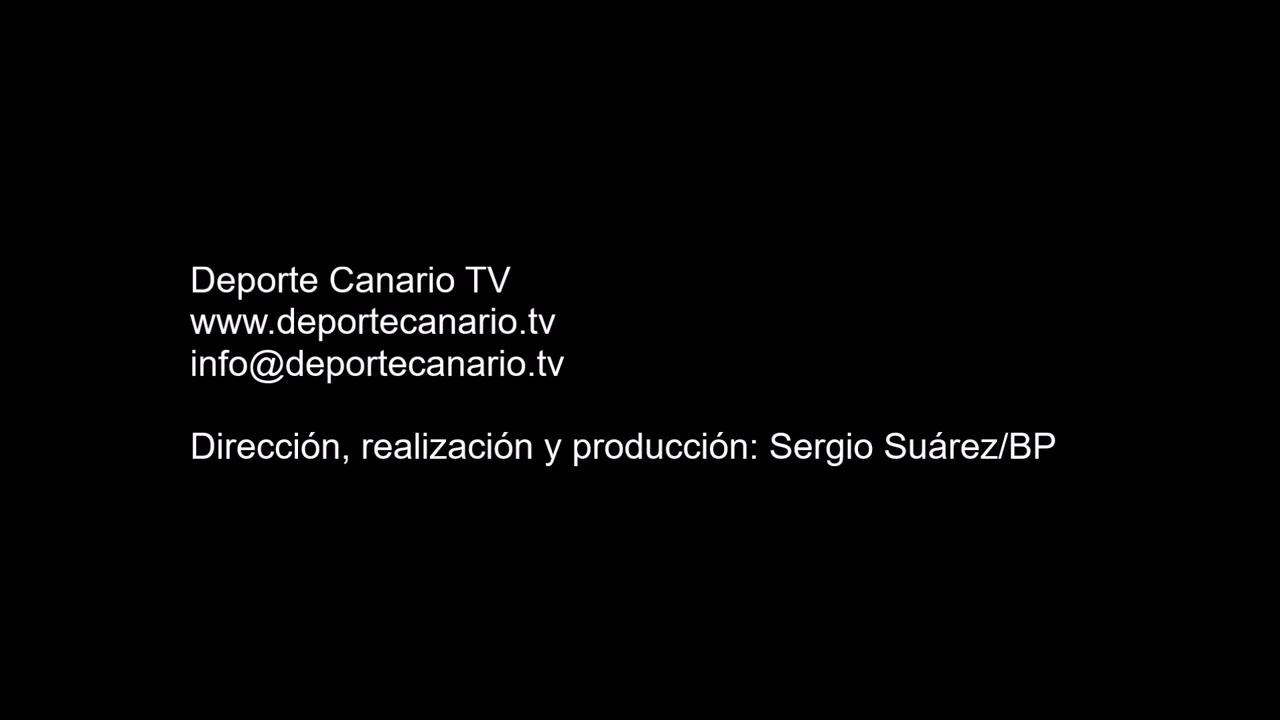 Deporte Canario TV
www.deportecanario.tv
info@deportecanario.tv
Dirección, realización y producción: Sergio Suárez/BP